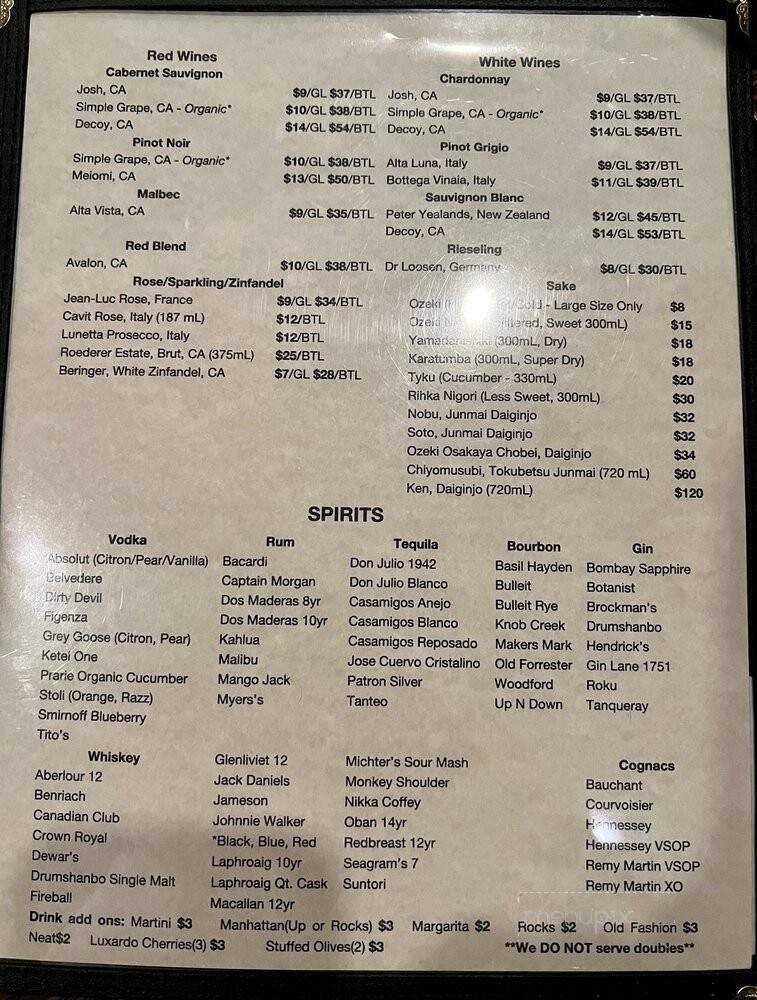 Red Wines
Cabernet Sauvignon
Josh, CA $9/GL $37/BTL
Simple Grape, CA - Organic* $10/GL $38/BTL
Decoy, CA $14/GL $54/BTL
Pinot Noir
Simple Grape, CA - Organic* $10/GL $38/BTL
Meiomi, CA $13/GL $50/BTL
Malbec
Alta Vista, CA $9/GL $35/BTL
Red Blend
Avalon, CA $10/GL $38/BTL
Rose/Sparkling/Zinfandel
Jean-Luc Rose, France $9/GL $34/BTL
Cavit Rose, Italy (187 mL) $12/BTL
Lunetta Prosecco, Italy $12/BTL
Roederer Estate, Brut, CA (375mL) $25/BTL
Beringer, White Zinfandel, CA $7/GL $28/BTL
White Wines
Chardonnay
Josh, CA $9/GL $37/BTL
Simple Grape, CA - Organic* $10/GL $38/BTL
Decoy, CA $14/GL $54/BTL
Pinot Grigio
Alta Luna, Italy $9/GL $37/BTL
Bottega Vinaia, Italy $11/GL $39/BTL
Sauvignon Blanc
Peter Yealands, New Zealand $12/GL $45/BTL
Decoy, CA $14/GL $53/BTL
Riesling
Dr Loosen, Germany $8/GL $30/BTL
Sake
Ozeki - Large Size Only $8
Ozeki Sweet 300mL) $15
(300mL, Dry) $18
Karatumba (300mL, Super Dry) $18
Tyku (Cucumber - 330mL) $20
Rihka Nigori (Less Sweet, 300mL) $30
Nobu, Junmai Daiginjo $32
Soto, Junmai Daiginjo $32
Ozeki Osakaya Chobei, Daiginjo $34
Chiyomusubi, Tokubetsu Junmai (720 mL) $60
Ken, Daiginjo (720mL) $120
SPIRITS
Vodka
Absolut (Citron/Pear/Vanilla)
Belvedere
Dirty Devil
Figenza
Grey Goose (Citron, Pear)
Ketel One
Prarie Organic Cucumber
Stoli (Orange, Razz)
Smirnoff Blueberry
Tito's
Rum
Bacardi
Captain Morgan
Dos Maderas 8yr
Dos Maderas 10yr
Kahlua
Malibu
Mango Jack
Myers's
Tequila
Don Julio 1942
Don Julio Blanco
Casamigos Anejo
Casamigos Blanco
Casamigos Reposado
Jose Cuervo Cristalino
Patron Silver
Tanteo
Bourbon
Basil Hayden
Bulleit
Bulleit Rye
Knob Creek
Makers Mark
Old Forrester
Woodford
Up N Down
Gin
Bombay Sapphire
Botanist
Brockman's
Drumshanbo
Hendrick's
Gin Lane 1751
Roku
Tanqueray
Whiskey
Aberlour 12
Benriach
Canadian Club
Crown Royal
Dewar's
Drumshanbo Single Malt
Fireball
Glenliviet 12
Jack Daniels
Jameson
Johnnie Walker
*Black, Blue, Red
Laphroaig 10yr
Laphroaig Qt. Cask
Macallan 12yr
Michter's Sour Mash
Monkey Shoulder
Nikka Coffey
Oban 14yr
Redbreast 12yr
Seagram's 7
Suntori
Cognacs
Bauchant
Courvoisier
Hennessey
Hennessey VSOP
Remy Martin VSOP
Remy Martin XO
Drink add ons: Martini $3 Manhattan(Up or Rocks) $3 Margarita $2 Rocks $2 Old Fashion $3
Neat$2 Luxardo Cherries(3) $3 Stuffed Olives(2) $3 **We DO NOT serve doubles**